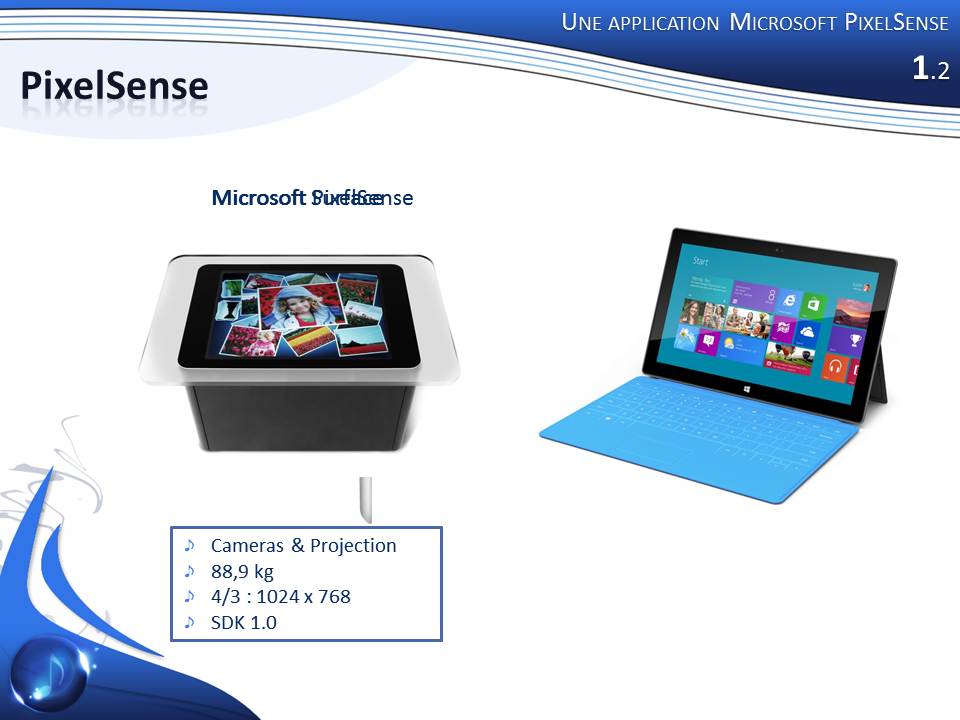 UNE APPLICATION MICROSOFT PIXELSENSE
1.2
PixelSense
Microsoft Surface
Microsoft PixelSense
Start
Cameras & Projection
88,9 kg
4/3 : 1024 x 768
SDK 1.0